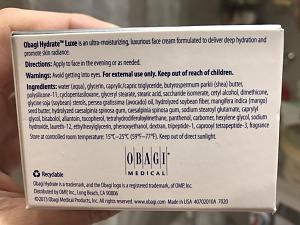 Obagi Hydrate™ Luxe is an ultra-moisturizing, luxurious face cream formulated to deliver deep hydration and
promote skin radiance.
Directions: Apply to face in the evening or as needed.
Warnings: Avoid getting into eyes. For external use only. Keep out of reach of children.
Ingredients: water (aqua), glycerin, caprylic/capric triglyceride, butyrospermum parkii (shea) butter,
polysilicone-11, cyclopentasiloxane, glyceryl stearate, stearic acid, saccharide isomerate, cetyl alcohol, dimethicone,
glycine soja (soybean) sterols, persea gratissima (avocado) oil, hydrolyzed soybean fiber, mangifera indica (mango)
seed butter, hydrolyzed caesalpinia spinosa gum, caesalpinia spinosa gum, sodium stearoyl glutamate, caprylyl
glycol, bisabolol, allantoin, tocopherol, tetrahydrodiferuloylmethane, panthenol, carbomer, hexylene glycol, sodium
hydroxide, laureth-12, ethylhexylglycerin, phenoxyethanol, dextran, tripeptide-1, caprooyl tetrapeptide-3, fragrance
Store at controlled room temperature: 15°C–25°C (59°F–77°F). Keep out of direct sunlight.
OBAGI
MEDICAL
Recyclable
Obagi Hydrate is a trademark, and the Obagi logo is a registered trademark, of OMP, Inc.
Distributed by OMP, Inc., Long Beach, CA 90806
©2013 Obagi Medical Products, Inc. All rights reserved. www.obagi.com Made in USA 40702010A 7020